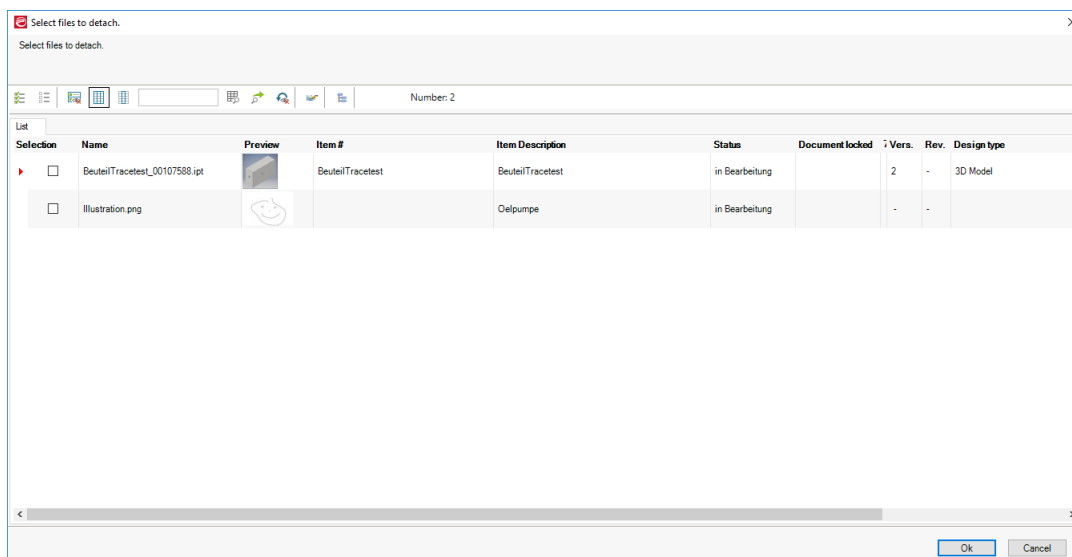 Select files to detach.
Select files to detach.
Number: 2
List
Selection Name Preview Item # Item Description Status Document locked Vers. Rev. Design type
BeuteilTracetest_00107588.ipt BeuteilTracetest BeuteilTracetest in Bearbeitung 2 - 3D Model
Illustration.png Oelpumpe in Bearbeitung - -
Ok Cancel